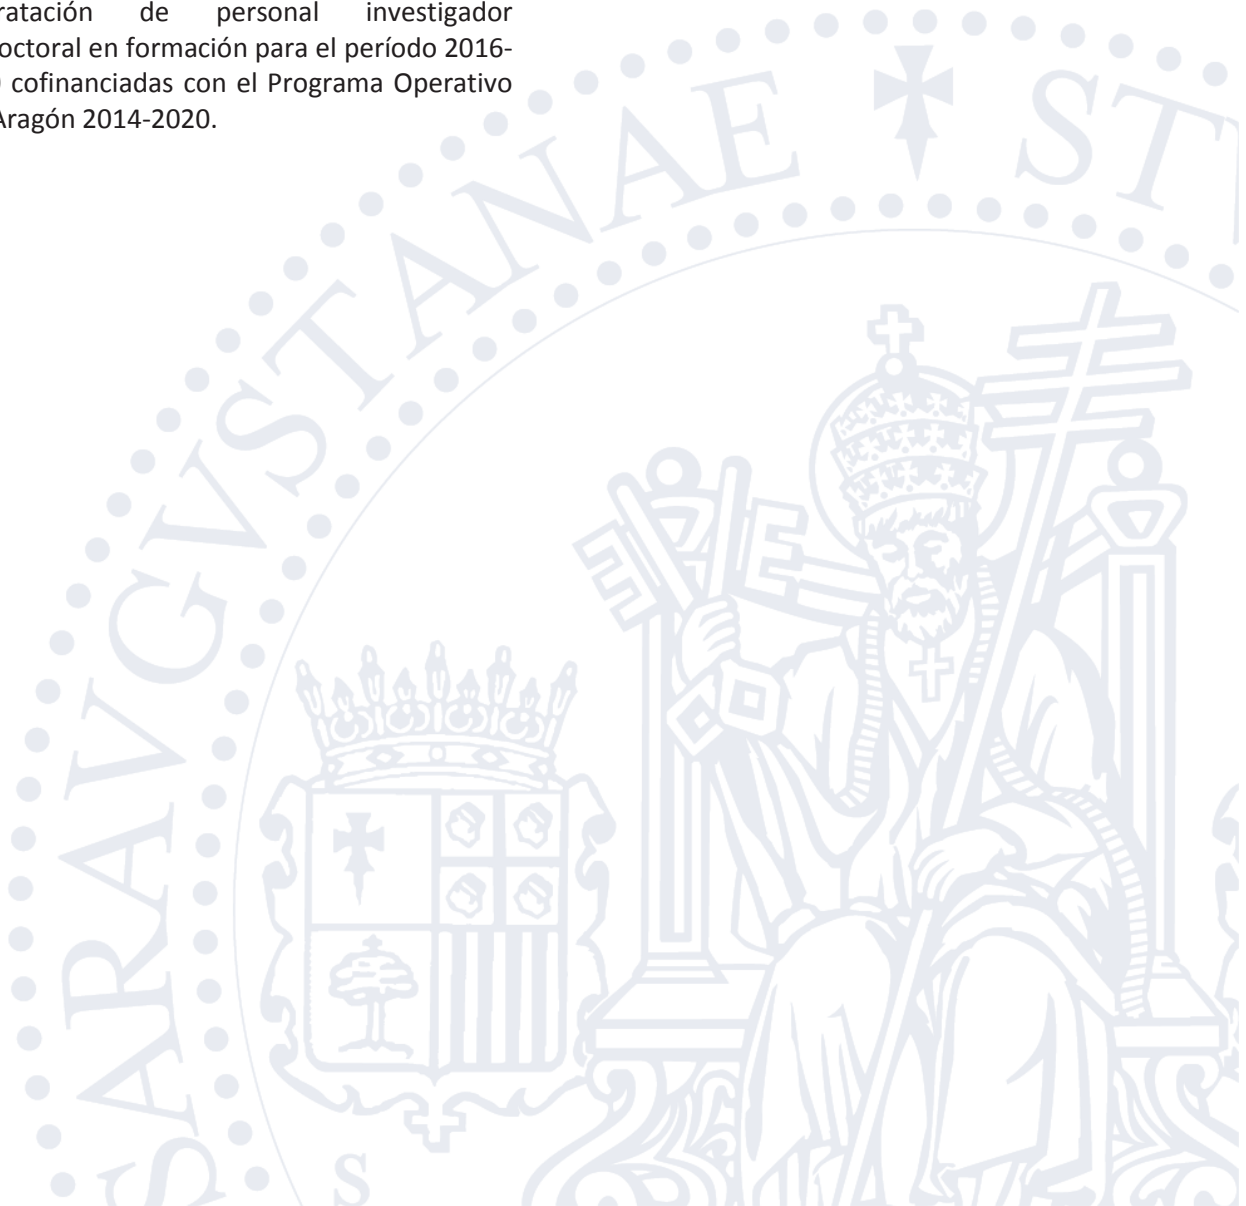 ratación de personal investigador
octoral en formación para el período 2016-
cofinanciadas con el Programa Operativo
Aragón 2014-2020.
SARAVGVSTANAE ST
S